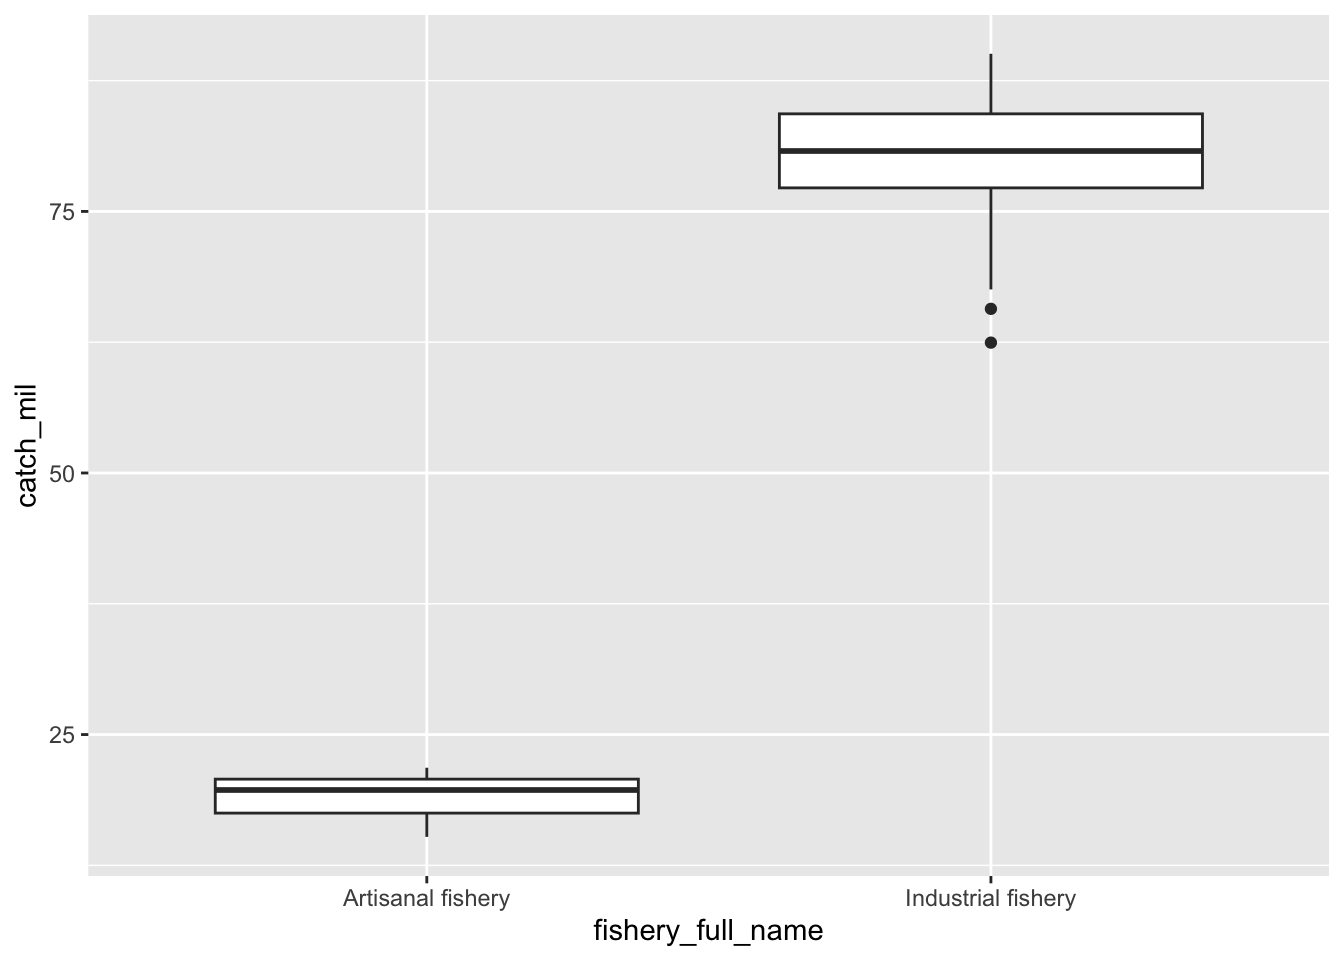 catch_mil
75
50
25
Artisanal fishery
Industrial fishery
fishery_full_name